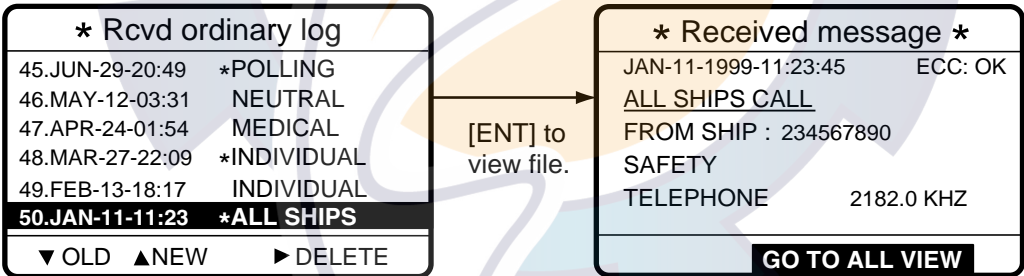 * Rcvd ordinary log
45.JUN-29-20:49 *POLLING
46.MAY-12-03:31 NEUTRAL
47.APR-24-01:54 MEDICAL
48.MAR-27-22:09 *INDIVIDUAL
49.FEB-13-18:17 INDIVIDUAL
50.JAN-11-11:23 *ALL SHIPS
▼ OLD ▲NEW ►DELETE
[ENT] to
view file.
* Received message *
JAN-11-1999-11:23:45 ECC: OK
ALL SHIPS CALL
FROM SHIP : 234567890
SAFETY
TELEPHONE 2182.0 KHZ
GO TO ALL VIEW